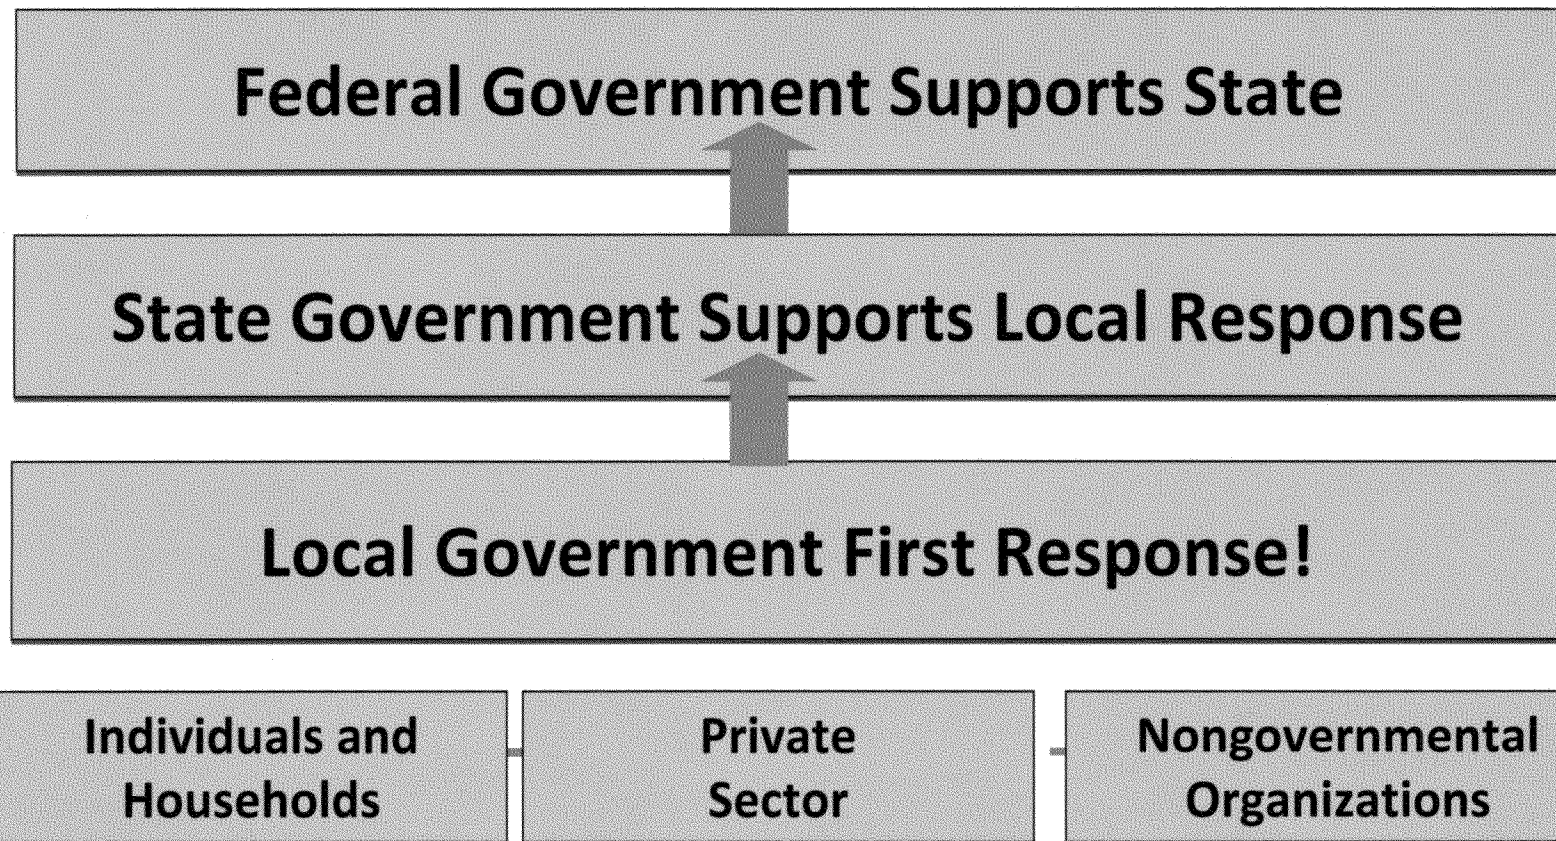 Federal Government Supports State
State Government Supports Local Response
Local Government First Response!
Individuals and
Households
Private
Sector
Nongovernmental
Organizations